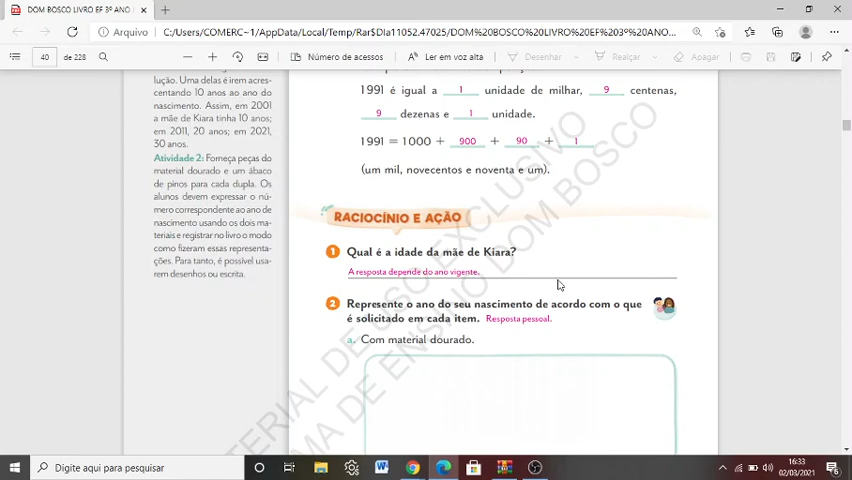 DOM BOSCO LIVRO EF 3º ANO
Arquivo
C:/Users/COMERC~1/AppData/Local/Temp/Rar$DIa11052.47025/DOM%20BOSCO%20LIVRO%20EF%203º%20ANO...
40
de 228
Número de acessos
Ler em voz alta
Desenhar
Realçar
Apagar
lução. Uma delas é irem acres-
centando 10 anos ao ano do
nascimento. Assim, em 2001
a mãe de Kiara tinha 10 anos;
em 2011, 20 anos; em 2021,
30 anos.
Atividade 2: Forneça peças do
material dourado e um ábaco
de pinos para cada dupla. Os
alunos devem expressar o nú-
mero correspondente ao ano de
nascimento usando os dois ma-
teriais e registrar no livro o modo
como fizeram essas representa-
ções. Para tanto, é possível usa-
rem desenhos ou escrita.
1991 é igual a 1 unidade de milhar, 9 centenas,
9 dezenas e 1 unidade.
1991 = 1000 + 900 + 90 + 1
(um mil, novecentos e noventa e um).
RACIOCÍNIO E AÇÃO
1 Qual é a idade da mãe de Kiara?
A resposta depende do ano vigente.
2 Represente o ano do seu nascimento de acordo com o que
é solicitado em cada item. Resposta pessoal.
a. Com material dourado.
MATERIAL DE USO EXCLUSIVO
DE ENSINO DOM BOSCO
Digite aqui para pesquisar
16:33
02/03/2021